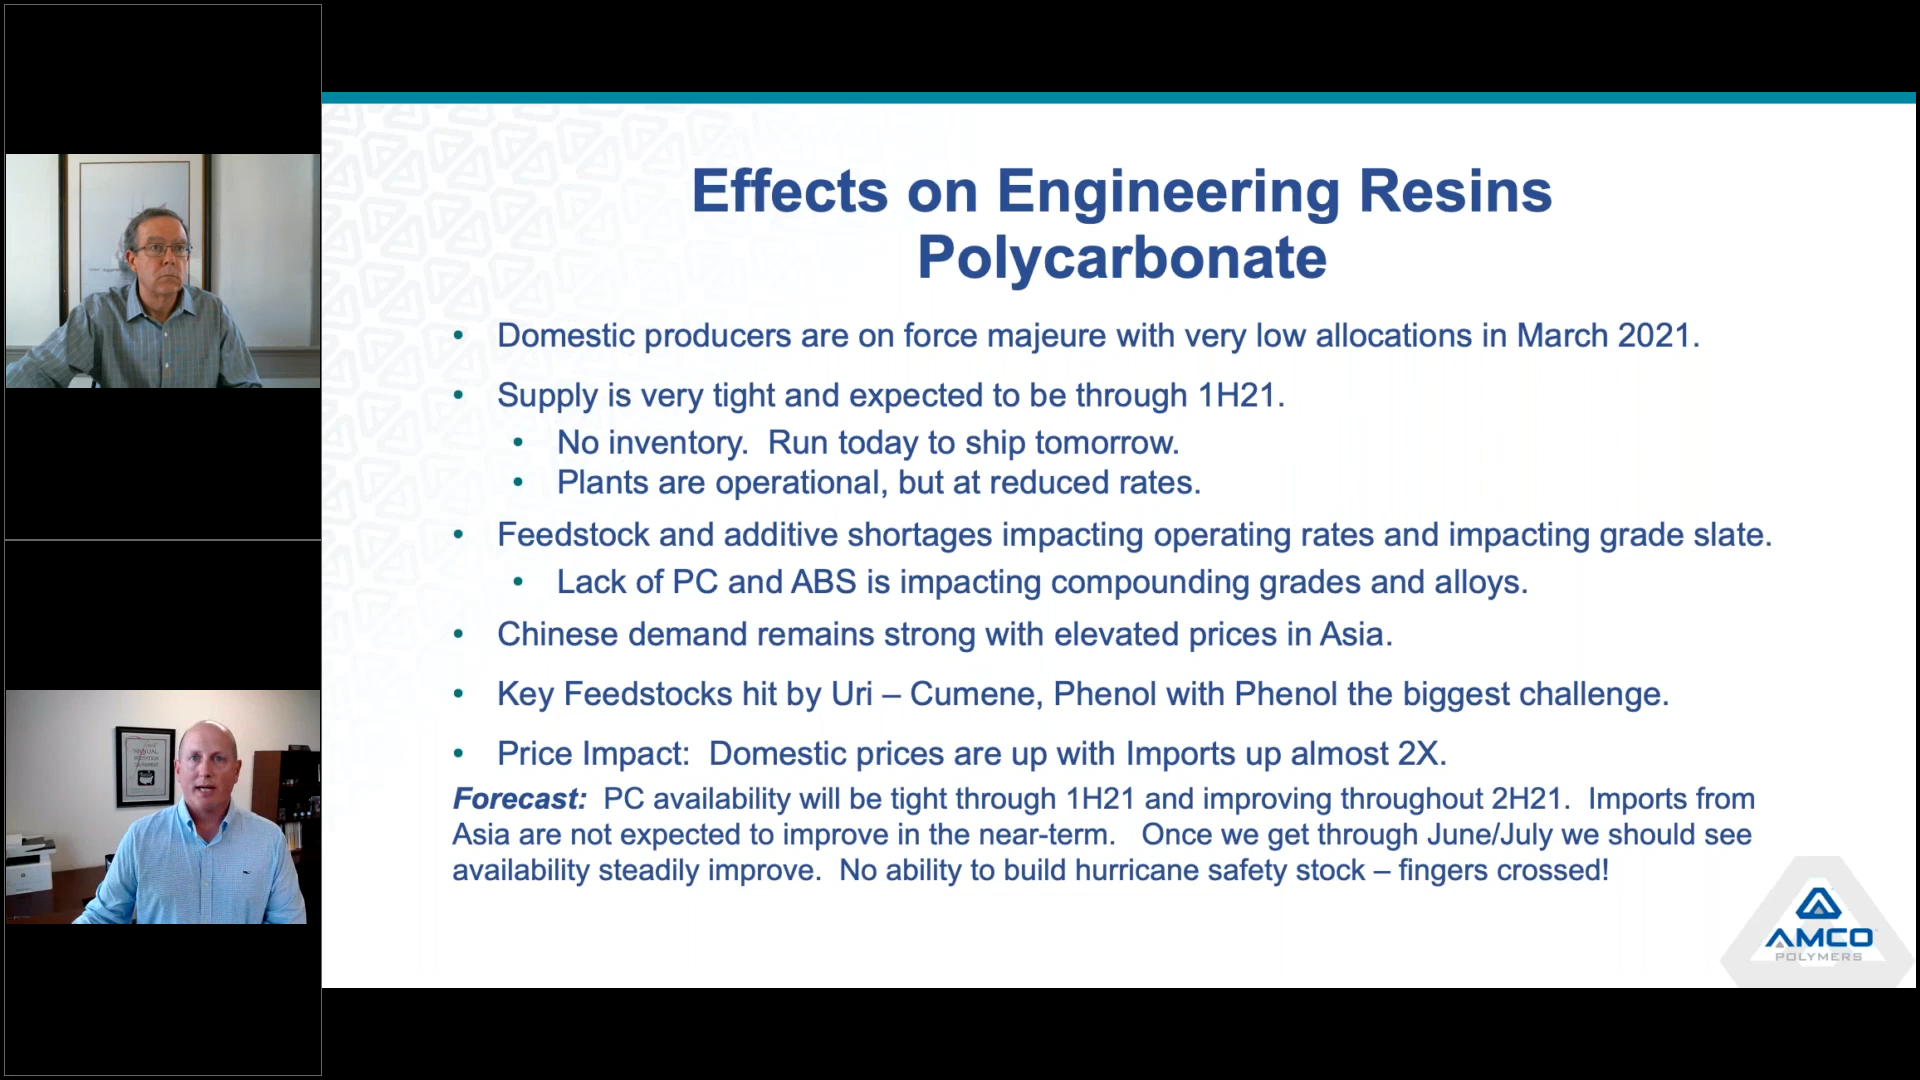 Effects on Engineering Resins
Polycarbonate
• Domestic producers are on force majeure with very low allocations in March 2021.
• Supply is very tight and expected to be through 1H21.
• No inventory.  Run today to ship tomorrow.
• Plants are operational, but at reduced rates.
• Feedstock and additive shortages impacting operating rates and impacting grade slate.
• Lack of PC and ABS is impacting compounding grades and alloys.
• Chinese demand remains strong with elevated prices in Asia.
• Key Feedstocks hit by Uri – Cumene, Phenol with Phenol the biggest challenge.
• Price Impact:  Domestic prices are up with Imports up almost 2X.
Forecast:  PC availability will be tight through 1H21 and improving throughout 2H21.  Imports from
Asia are not expected to improve in the near-term.   Once we get through June/July we should see
availability steadily improve.  No ability to build hurricane safety stock – fingers crossed!
AMCO
POLYMERS